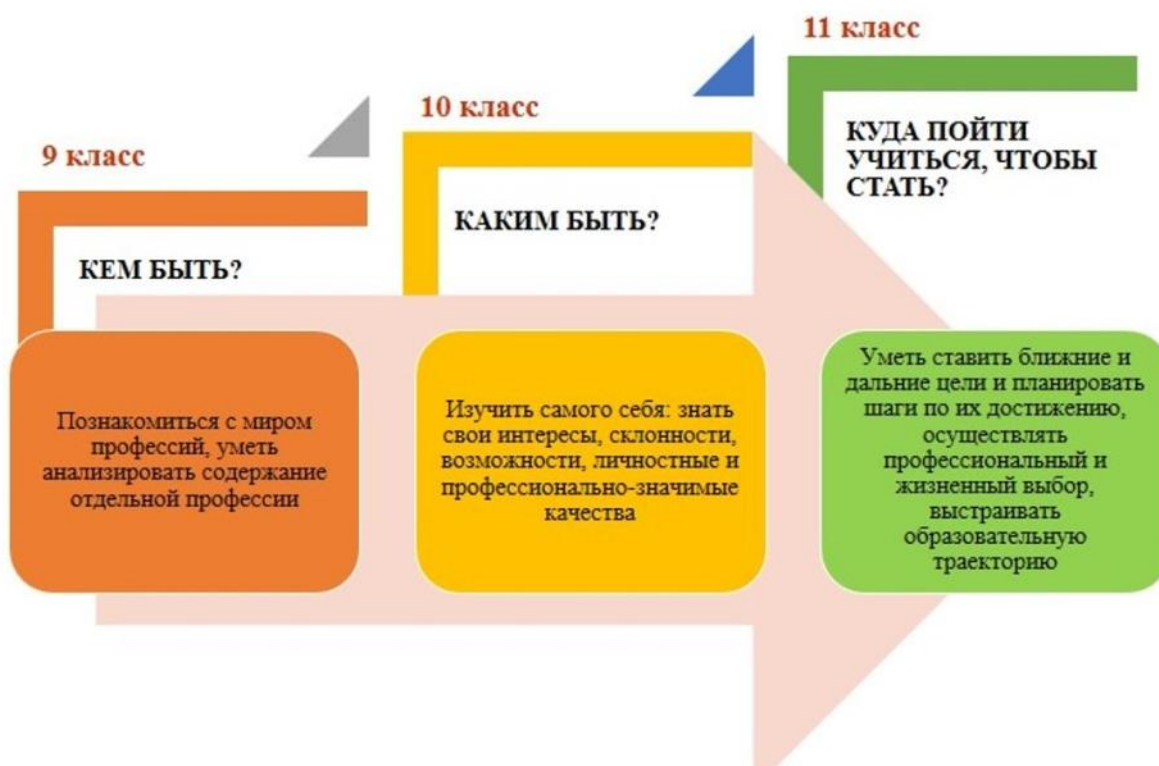 9 класс
КЕМ БЫТЬ?
Познакомиться с миром
профессий, уметь
анализировать содержание
отдельной профессии
10 класс
КАКИМ БЫТЬ?
Изучить самого себя: знать
свои интересы, склонности,
возможности, личностные и
профессионально-значимые
качества
11 класс
КУДА ПОЙТИ
УЧИТЬСЯ, ЧТОБЫ
СТАТЬ?
Уметь ставить ближние и
дальние цели и планировать
шаги по их достижению,
осуществлять
профессиональный и
жизненный выбор,
выстраивать
образовательную
траекторию